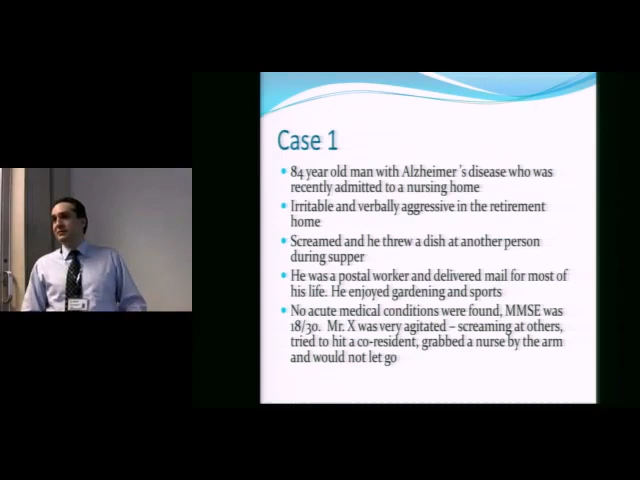 Case 1
84 year old man with Alzheimer 's disease who was
recently admitted to a nursing home
Irritable and verbally aggressive in the retirement
home
Screamed and he threw a dish at another person
during supper
He was a postal worker and delivered mail for most of
his life. He enjoyed gardening and sports
No acute medical conditions were found, MMSE was
18/30. Mr. X was very agitated – screaming at others,
tried to hit a co-resident, grabbed a nurse by the arm
and would not let go